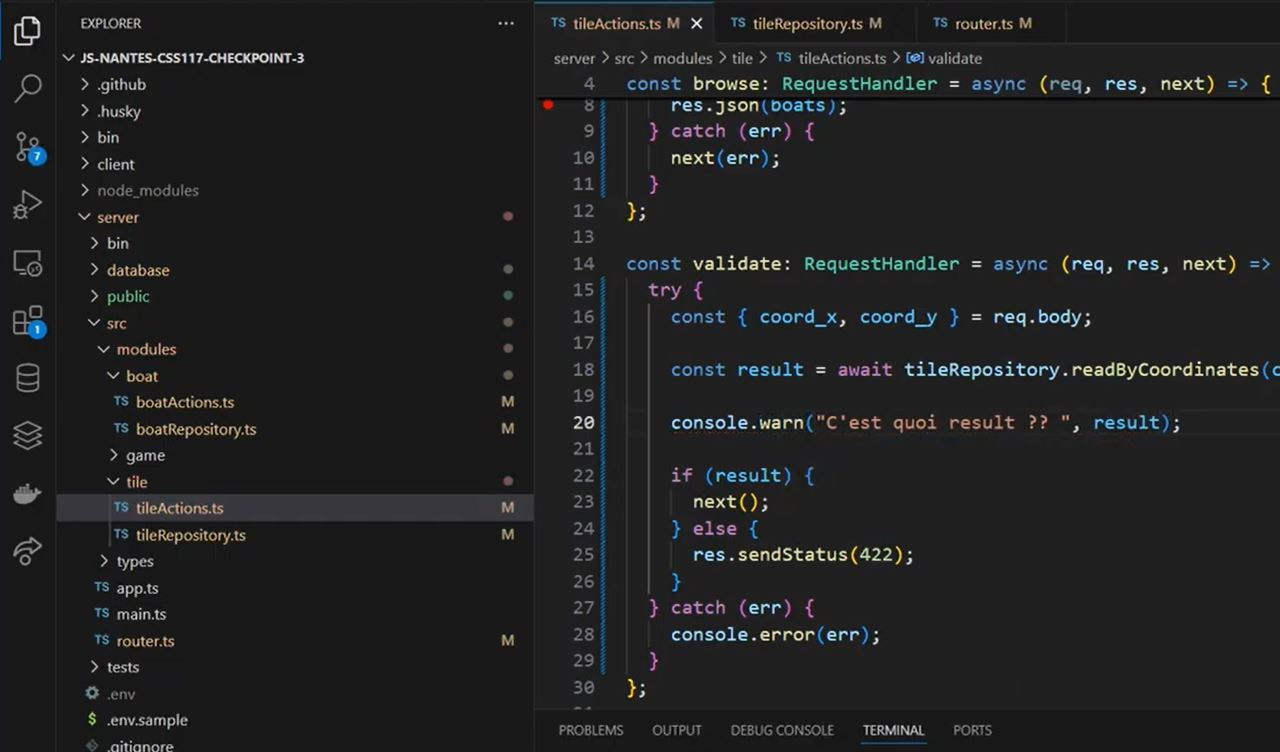 EXPLORER
JS-NANTES-CSS117-CHECKPOINT-3
.github
.husky
bin
client
node_modules
server
bin
database
public
src
modules
boat
TS boatActions.ts M
TS boatRepository.ts M
game
tile
TS tileActions.ts M
TS tileRepository.ts M
types
TS app.ts
TS main.ts
TS router.ts M
tests
.env
$ .env.sample
.gitignore
7
1
TS tileActions.ts M
TS tileRepository.ts M
TS router.ts M
server > src > modules > tile > TS tileActions.ts > validate
4 const browse: RequestHandler = async (req, res, next) => {
8 res.json(boats);
9 } catch (err) {
10 next(err);
11 }
12 };
13
14 const validate: RequestHandler = async (req, res, next) =>
15 try {
16 const { coord_x, coord_y } = req.body;
17
18 const result = await tileRepository.readByCoordinates(
19
20 console.warn("C'est quoi result ?? ", result);
21
22 if (result) {
23 next();
24 } else {
25 res.sendStatus(422);
26 }
27 } catch (err) {
28 console.error(err);
29 }
30 };
PROBLEMS OUTPUT DEBUG CONSOLE TERMINAL PORTS